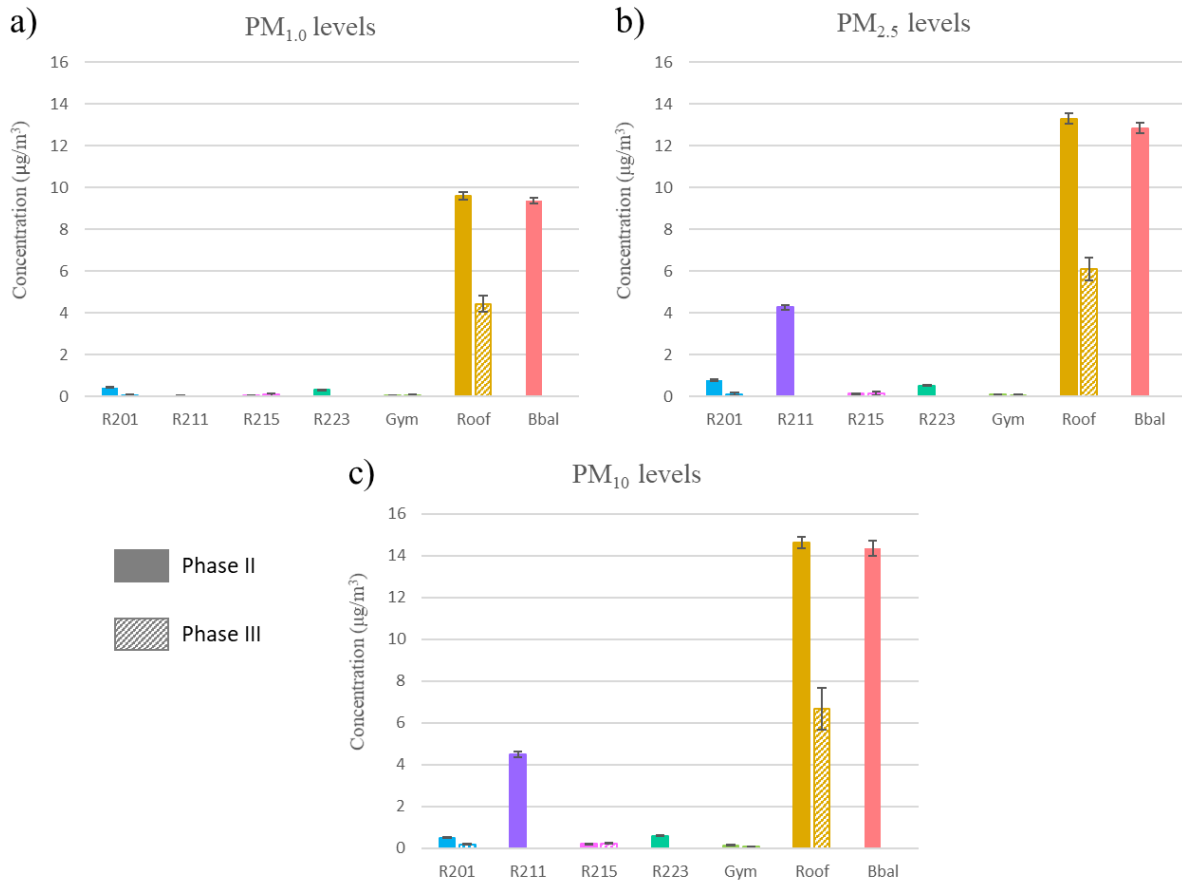 a)
PM₁.₀ levels
Concentration (μg/m³)
16
14
12
10
8
6
4
2
0
R201 R211 R215 R223 Gym Roof Bbal
b)
PM₂.₅ levels
Concentration (μg/m³)
16
14
12
10
8
6
4
2
0
R201 R211 R215 R223 Gym Roof Bbal
c)
PM₁₀ levels
Concentration (μg/m³)
16
14
12
10
8
6
4
2
0
R201 R211 R215 R223 Gym Roof Bbal
Phase II
Phase III